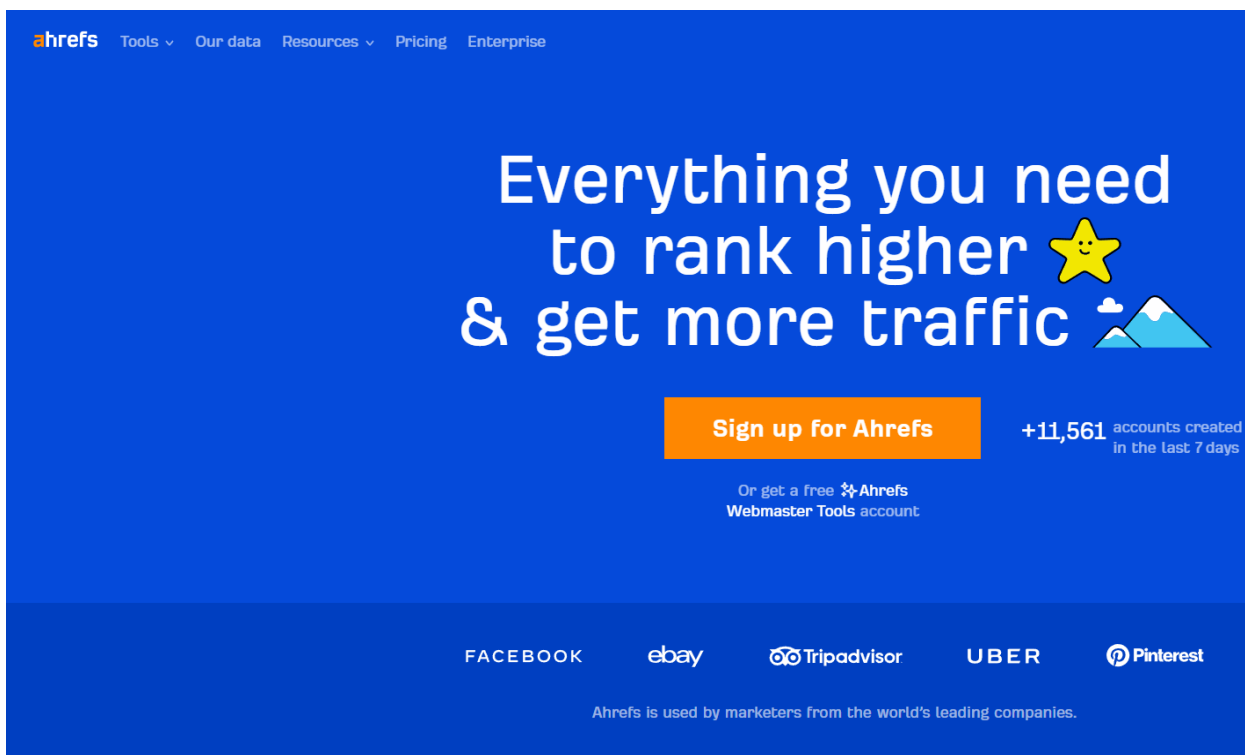 ahrefs Tools Our data Resources Pricing Enterprise
Everything you need
to rank higher
& get more traffic
Sign up for Ahrefs
+11,561 accounts created
in the last 7 days
Or get a free Ahrefs
Webmaster Tools account
FACEBOOK ebay Tripadvisor UBER Pinterest
Ahrefs is used by marketers from the world's leading companies.